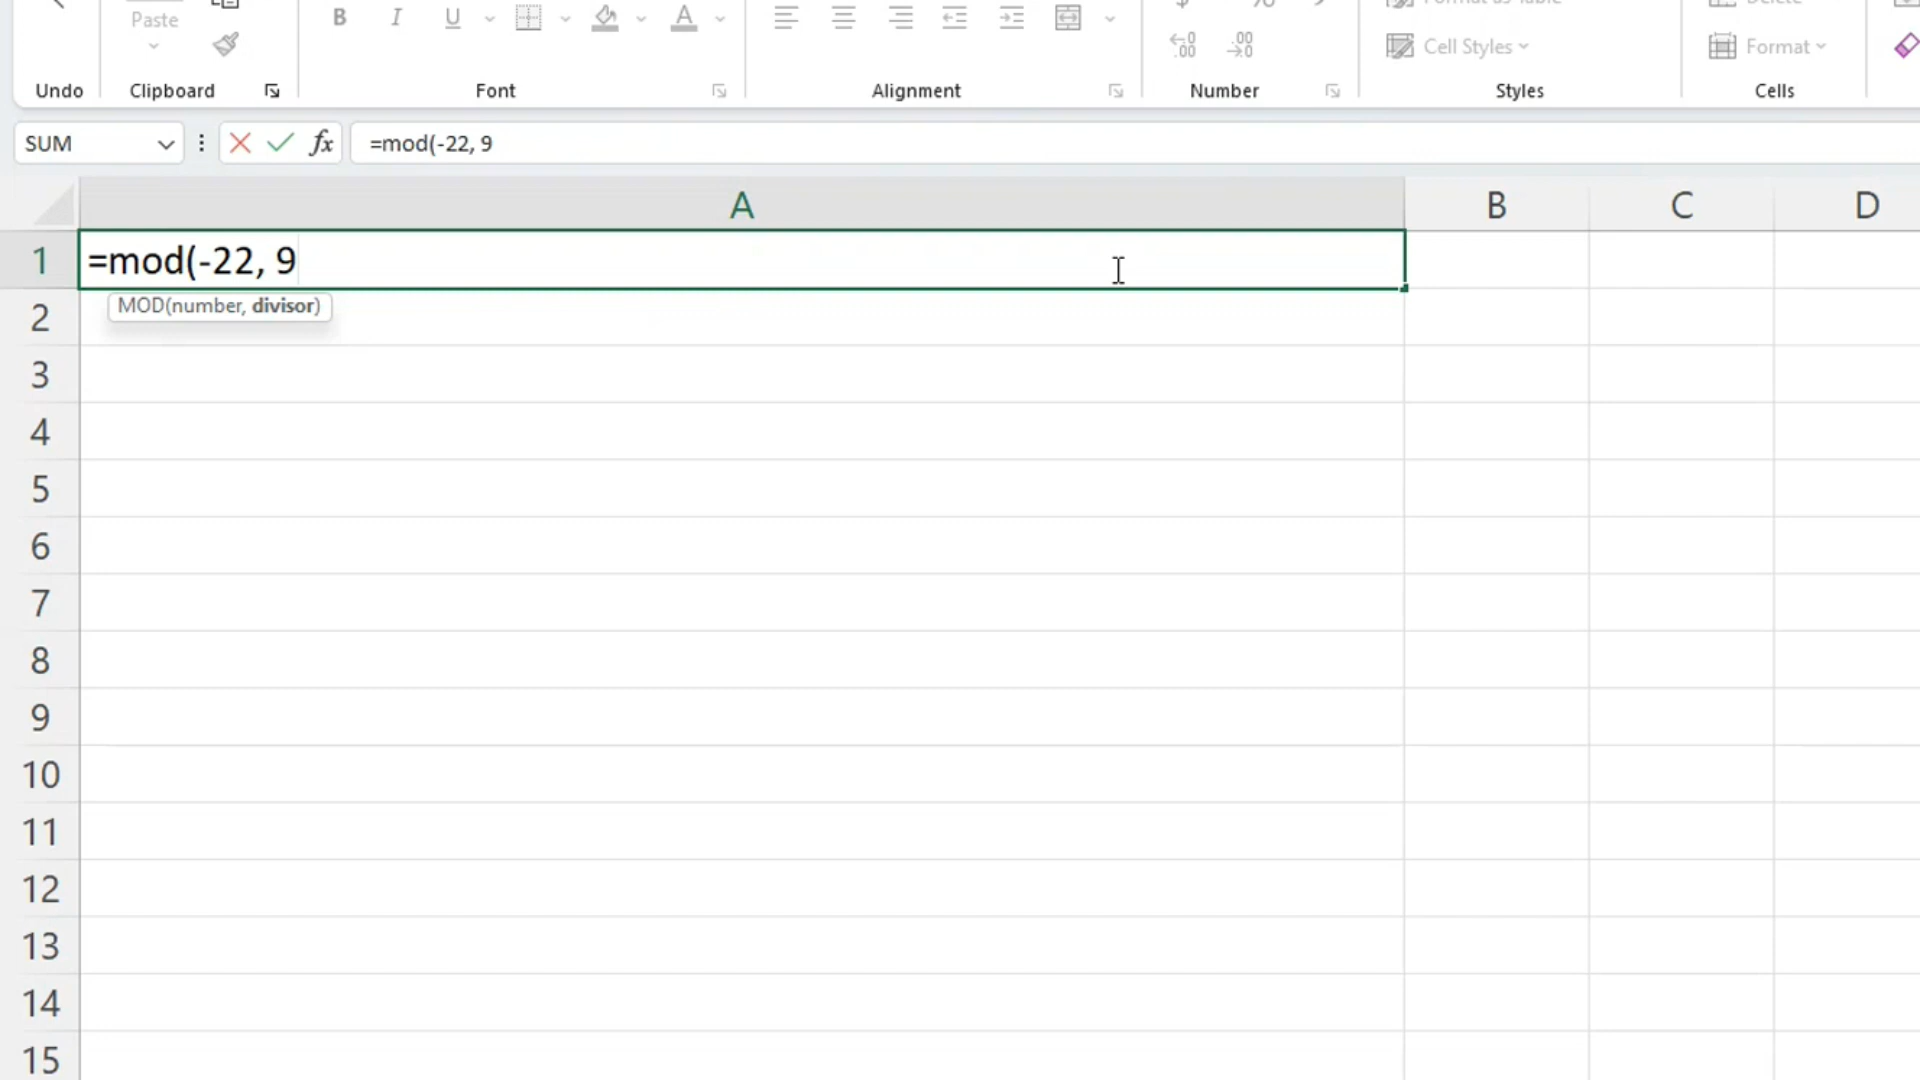 Paste
B I U A
Cell Styles
Format
Undo
Clipboard
Font
Alignment
Number
Styles
Cells
SUM
fx
=mod(-22, 9
A B C D
1 =mod(-22, 9
MOD(number, divisor)
2
3
4
5
6
7
8
9
10
11
12
13
14
15